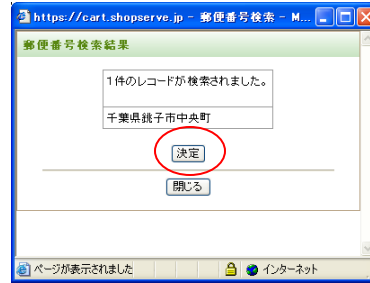 https://cart.shopserve.jp - 郵便番号検索 - M...
郵便番号検索結果
1件のレコードが検索されました。
千葉県銚子市中央町
決定
閉じる
ページが表示されました
インターネット